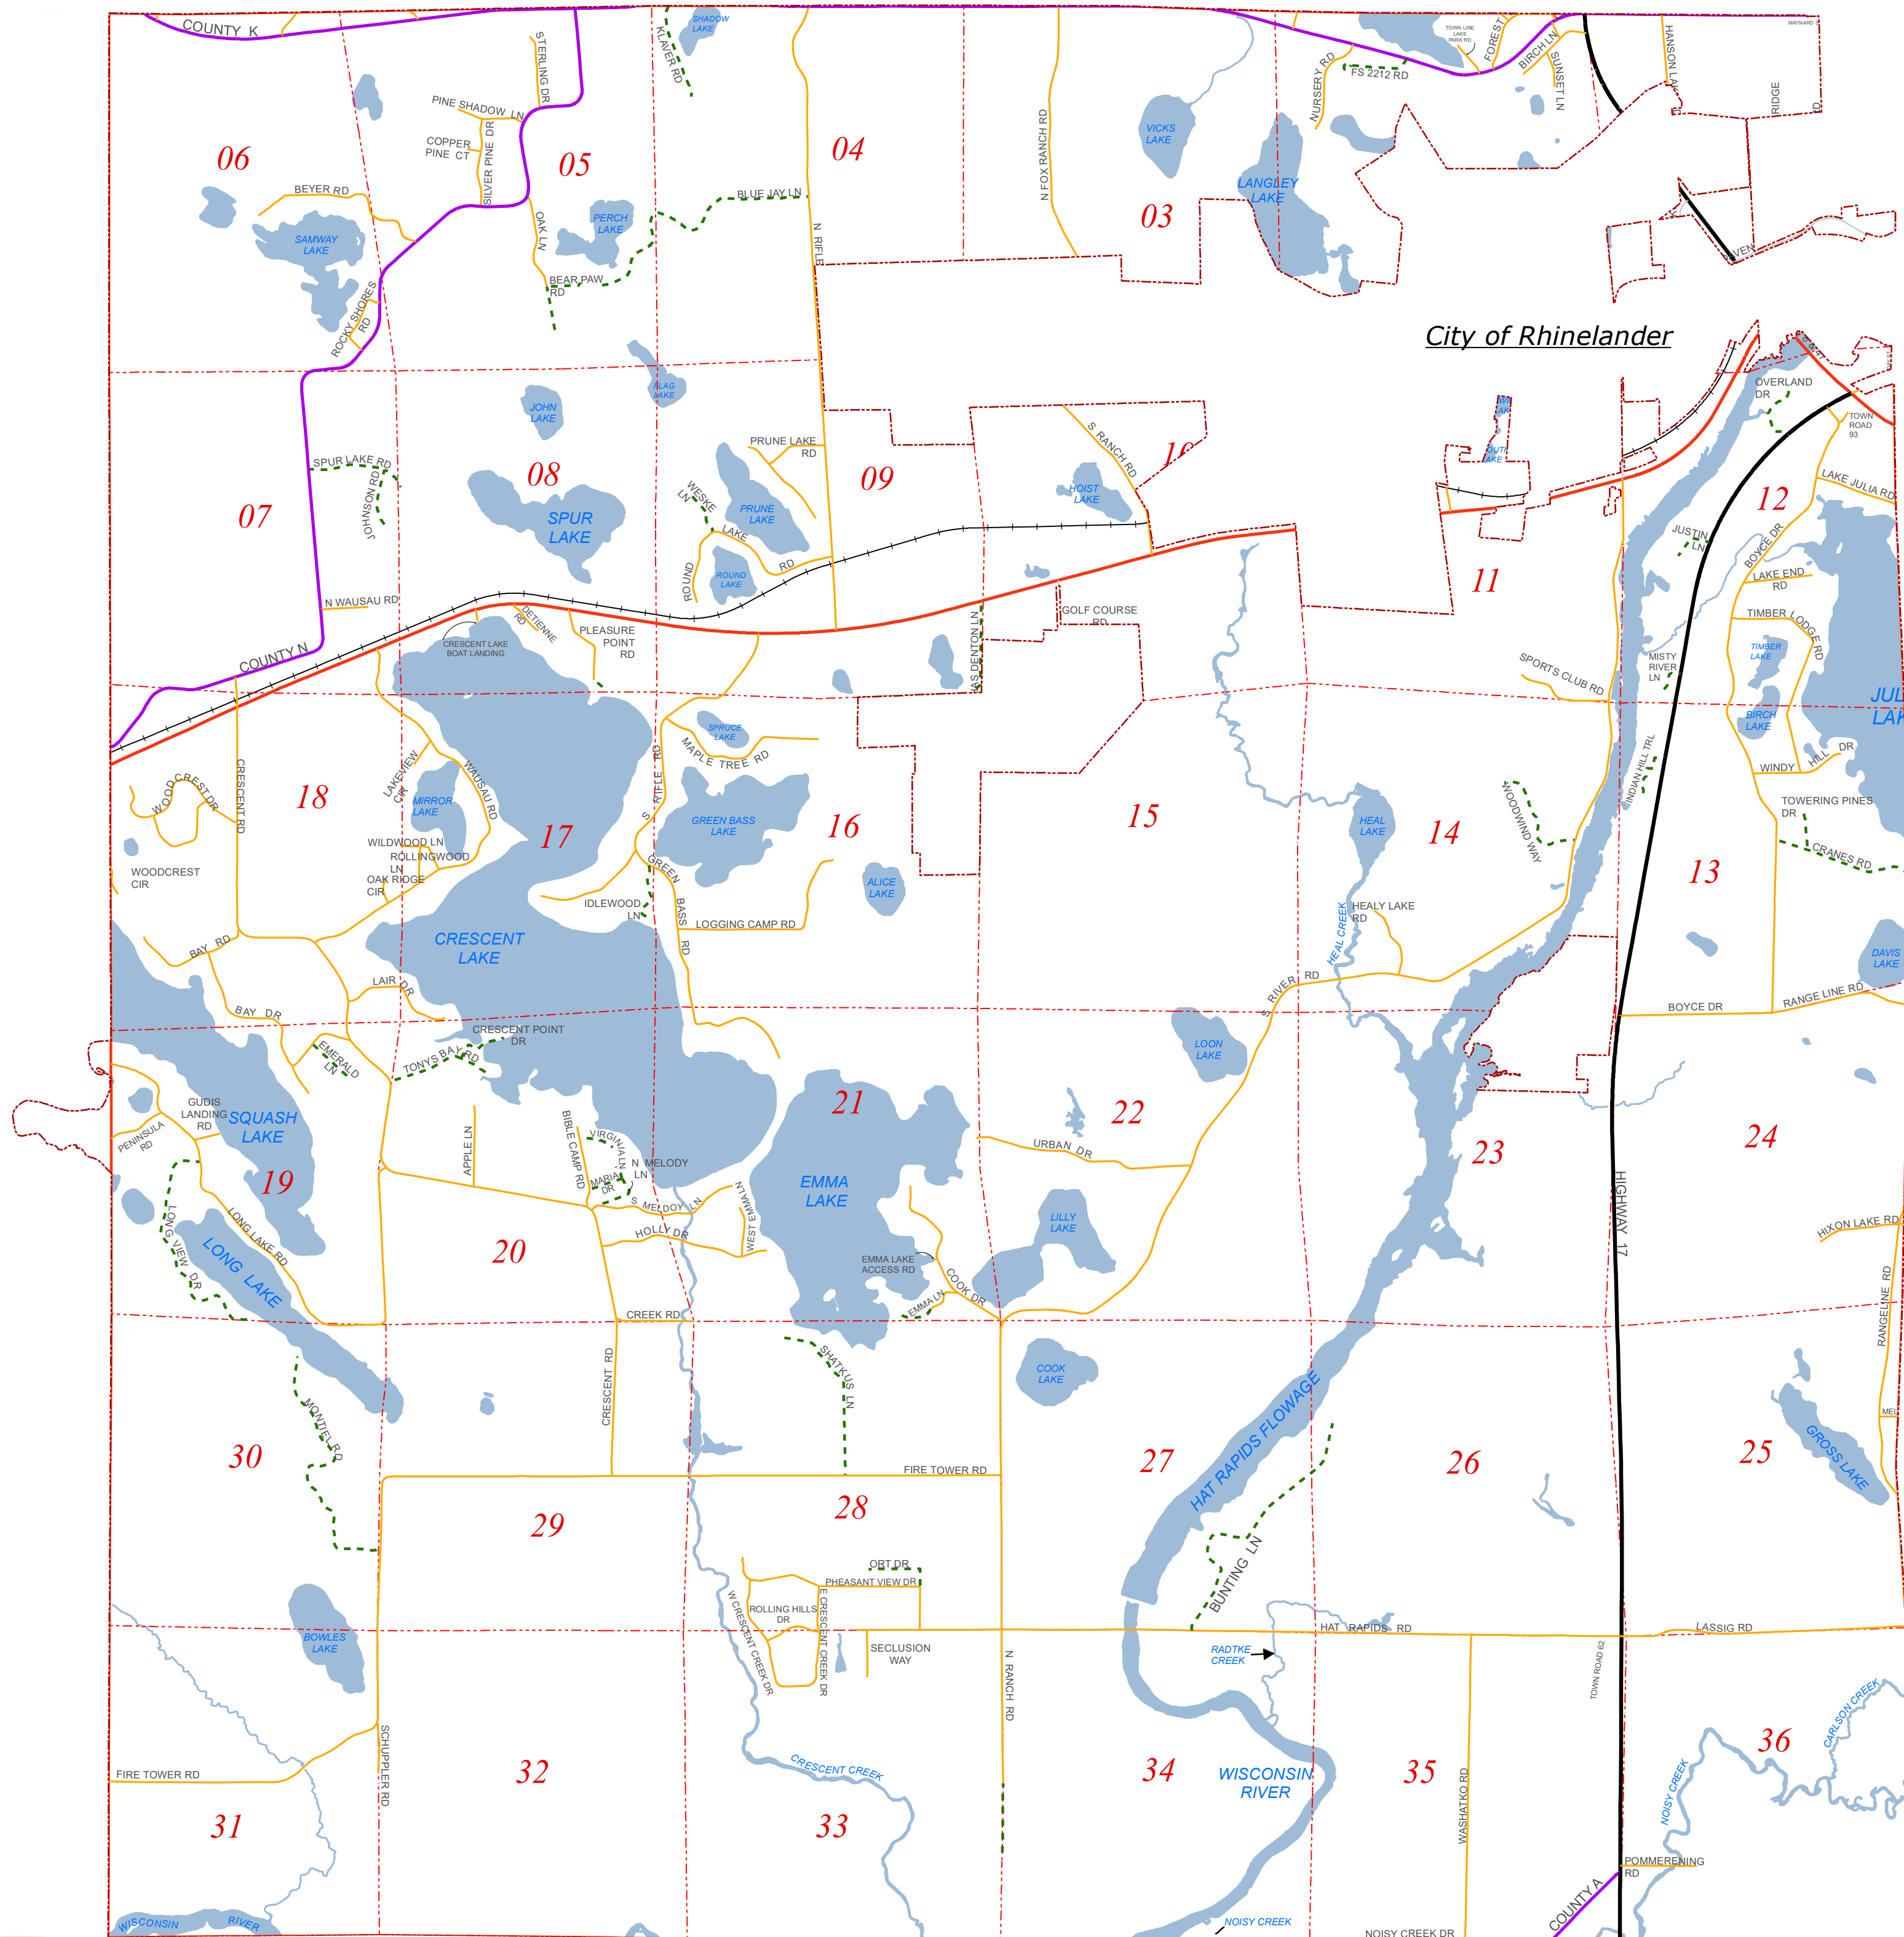 COUNTY K
SHADOW
LAKE
KLAVER RD
STERLING DR
PINE SHADOW LN
COPPER
PINE CT
SILVER PINE DR
06
05
04
03
BEYER RD
SAMWAY
LAKE
OAK LN
PERCH
LAKE
BLUE JAY LN
BEAR PAW
RD
ROCKY SHORES
RD
N RIFLE
N FOX RANCH RD
VICKS
LAKE
LANGLEY
LAKE
NURSERY RD
FS 2212 RD
TOWN LINE
LAKE
PARK RD
FOREST
BIRCH LN
SUNSET LN
HANSON LAK
RIDGE
City of Rhinelander
FLAG
LAKE
JOHN
LAKE
SPUR LAKE RD
JOHNSON RD
07
08
09
SPUR
LAKE
PRUNE LAKE
RD
WESKE
LN
PRUNE
LAKE
ROUND
LAKE
RD
ROUND
LAKE
S RANCH RD
HOIST
LAKE
11
12
OVERLAND
DR
TOWN
ROAD
93
LAKE JULIA RD
JUSTIN
LN
BOYCE DR
LAKE END
RD
TIMBER LODGE RD
TIMBER
LAKE
MISTY
RIVER
LN
BIRCH
LAKE
WINDY HILL DR
SPORTS CLUB RD
INDIAN HILL TRL
N WAUSAU RD
COUNTY N
CRESCENT LAKE
BOAT LANDING
DETIENNE
RD
PLEASURE
POINT
RD
S DENTON LN
GOLF COURSE
RD
18
17
16
15
14
13
WOODCREST DR
CRESCENT RD
LAKEVIEW
CIR
MIRROR
LAKE
WAUSAU RD
WILDWOOD LN
ROLLINGWOOD
LN
OAK RIDGE
CIR
WOODCREST
CIR
S RIFLE RD
SPRUCE
LAKE
MAPLE TREE RD
GREEN BASS
LAKE
GREEN BASS RD
IDLEWOOD
LN
LOGGING CAMP RD
ALICE
LAKE
HEAL
LAKE
HEAL CREEK
HEALY LAKE
RD
WOODWIND WAY
TOWERING PINES
DR
CRANES RD
DAVIS
LAKE
BAY RD
CRESCENT
LAKE
LAIR DR
BAY DR
EMERALD
LN
TONYS BAY RD
CRESCENT POINT
DR
S RIVER RD
BOYCE DR
RANGE LINE RD
LOON
LAKE
GUDIS
LANDING
RD
SQUASH
LAKE
PENINSULA
RD
19
20
21
22
23
24
APPLE LN
BIBLE CAMP RD
VIRGINIA LN
MARIA
DR
N MELODY
LN
S MELDOY LN
HOLLY DR
WEST EMMA LN
EMMA
LAKE
EMMA LAKE
ACCESS RD
EMMA LN
COOK DR
URBAN DR
LILLY
LAKE
HIGHWAY 17
HIXON LAKE RD
RANGELINE RD
LONG VIEW DR
LONG LAKE RD
LONG LAKE
CREEK RD
CRESCENT RD
SHATKUS LN
COOK
LAKE
MONTIEL RD
30
29
28
27
26
25
FIRE TOWER RD
HAT RAPIDS FLOWAGE
BUNTING LN
GROSS LAKE
ORT DR
PHEASANT VIEW DR
ROLLING HILLS
DR
W CRESCENT CREEK DR
E CRESCENT CREEK DR
SECLUSION
WAY
BOWLES
LAKE
N RANCH RD
RADTKE
CREEK
HAT RAPIDS RD
LASSIG RD
TOWN ROAD 62
FIRE TOWER RD
SCHUPPLER RD
31
32
33
34
35
36
CRESCENT CREEK
WISCONSIN
RIVER
WASHATKO RD
NOISY CREEK
CARLSON CREEK
POMMERENING
RD
COUNTY A
WISCONSIN RIVER
NOISY CREEK
NOISY CREEK DR